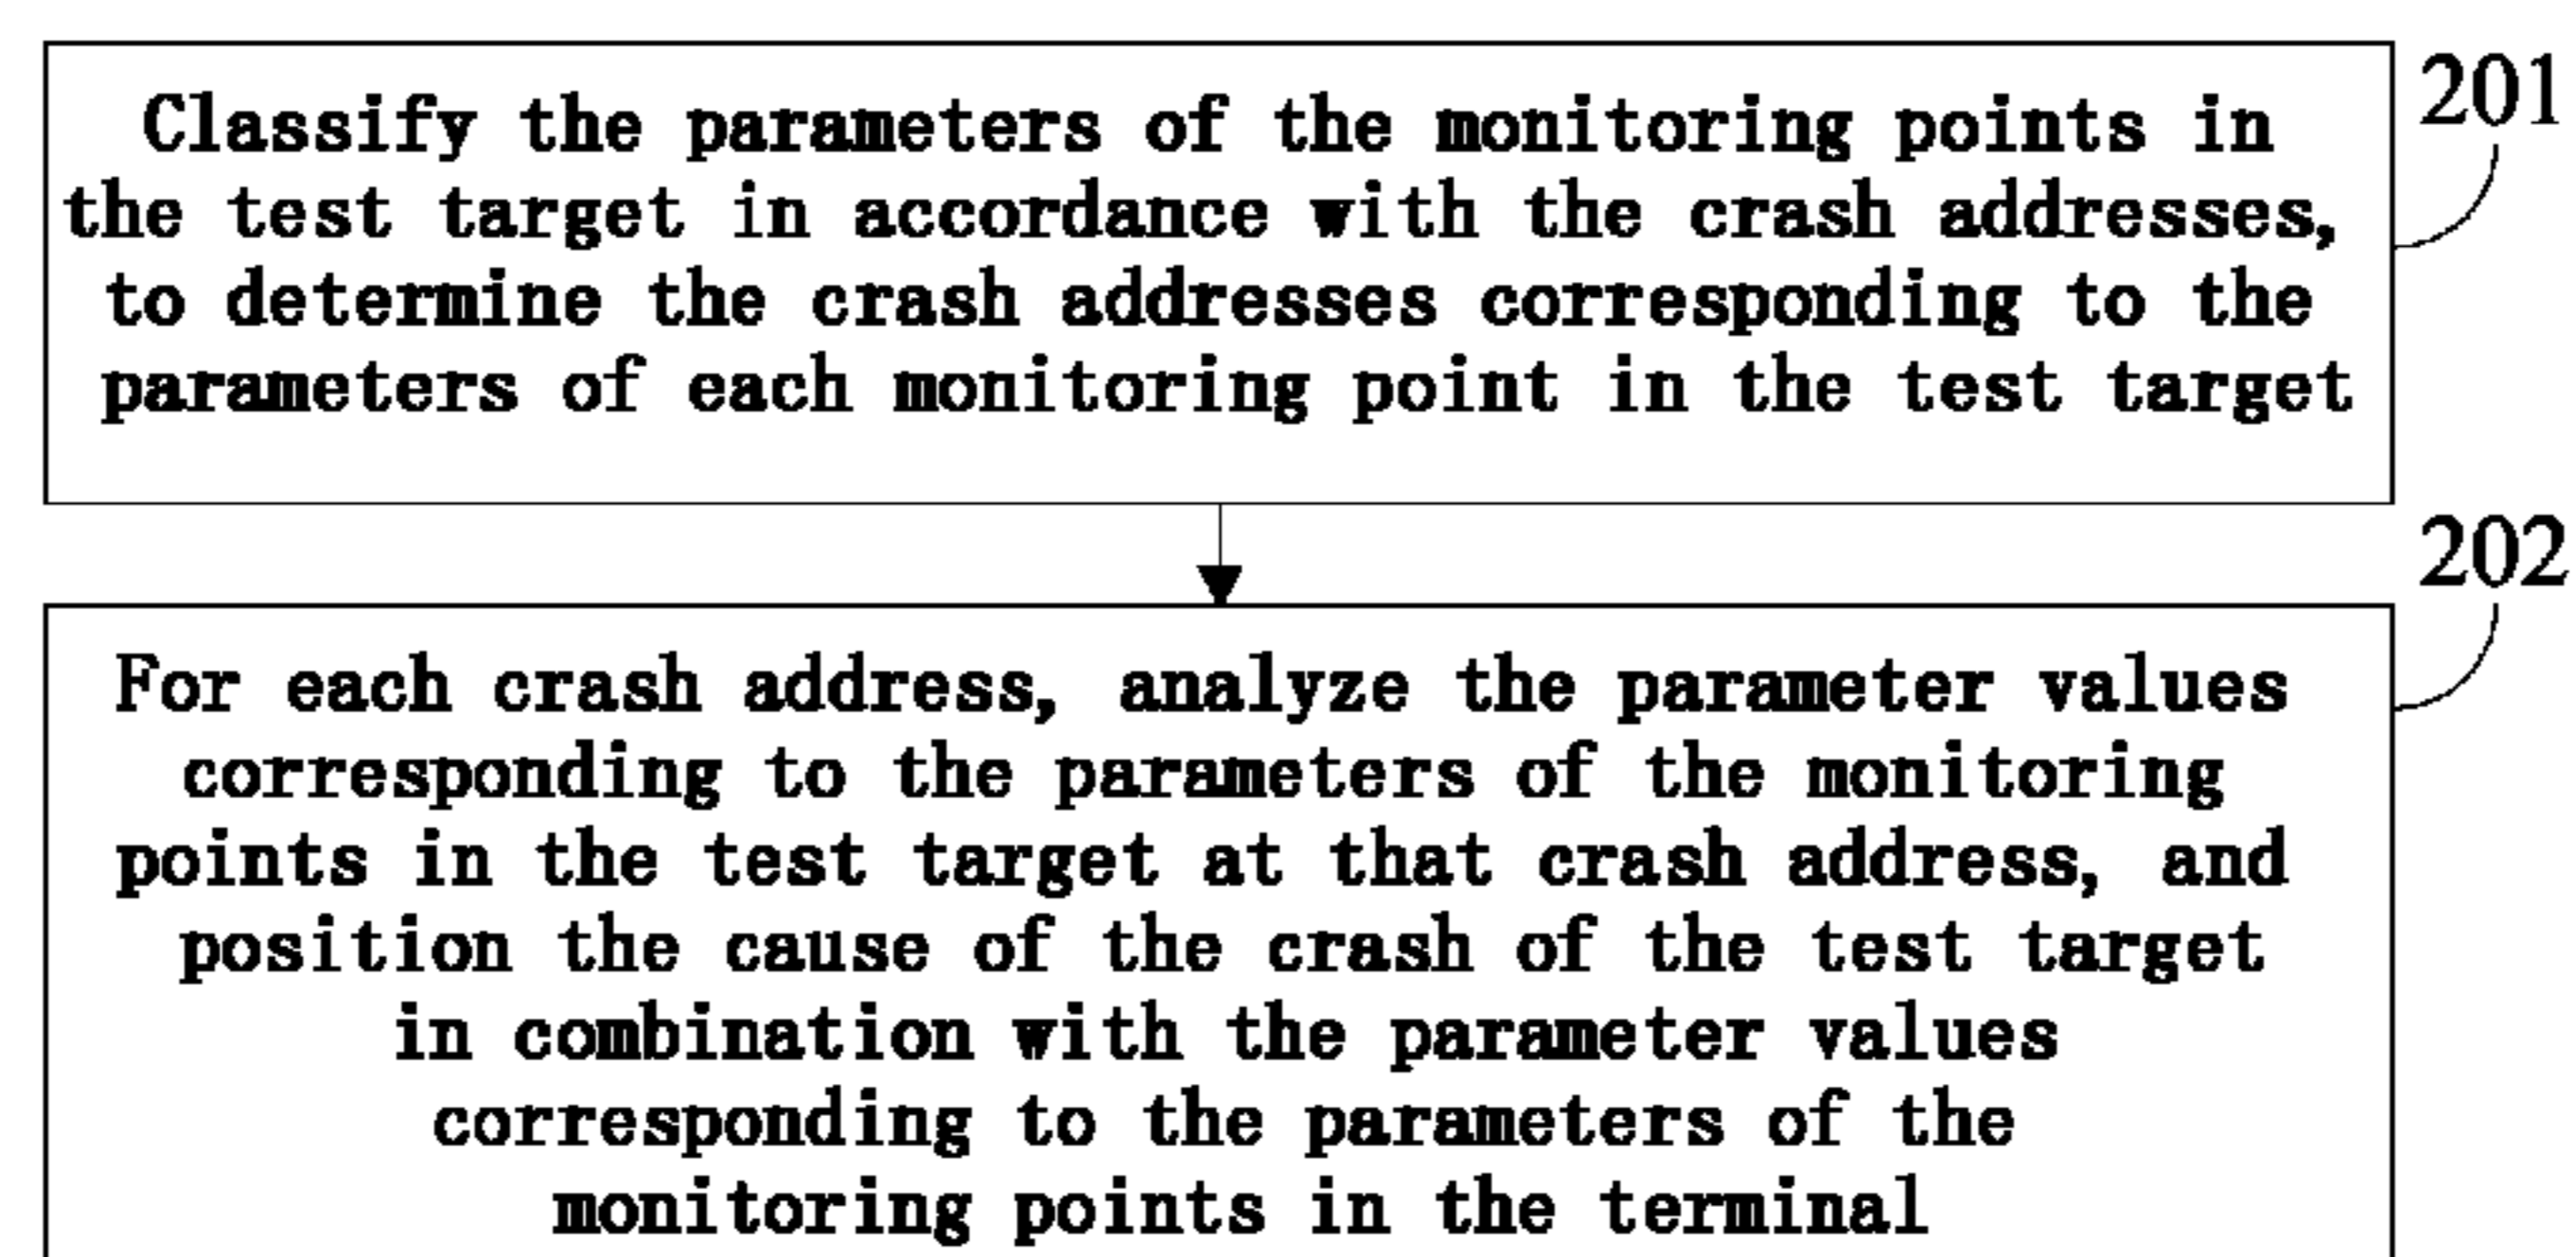 Classify the parameters of the monitoring points in
the test target in accordance with the crash addresses,
to determine the crash addresses corresponding to the
parameters of each monitoring point in the test target
201
For each crash address, analyze the parameter values
corresponding to the parameters of the monitoring
points in the test target at that crash address, and
position the cause of the crash of the test target
in combination with the parameter values
corresponding to the parameters of the
monitoring points in the terminal
202